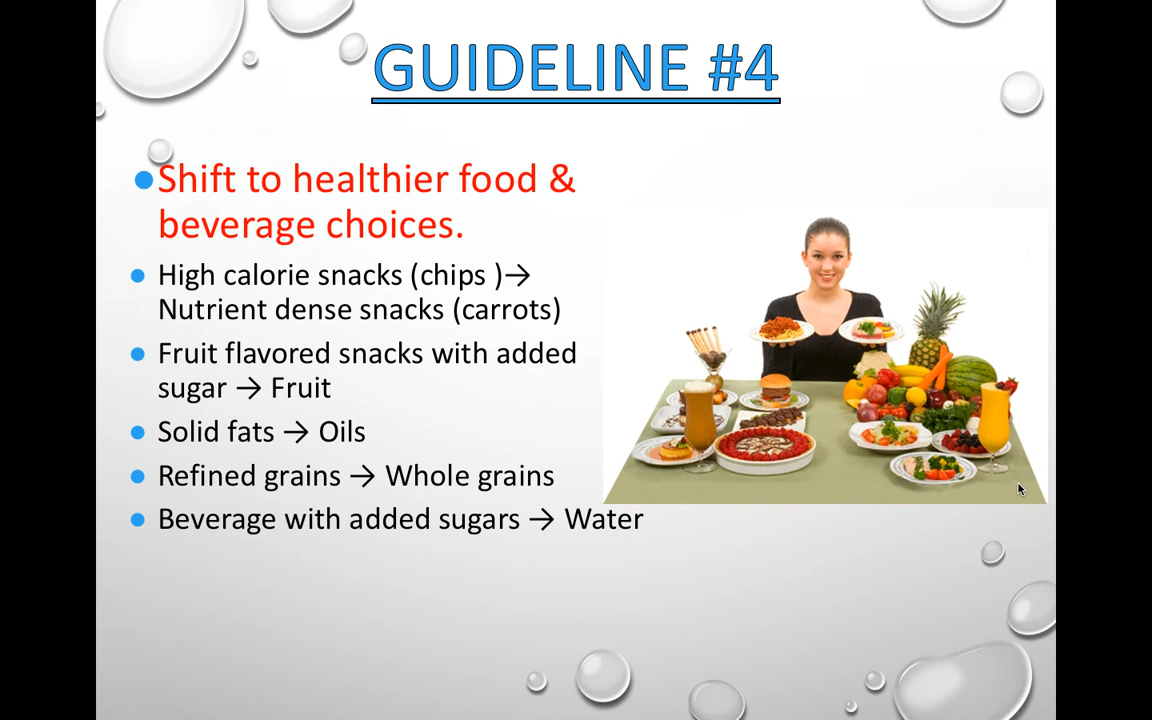 GUIDELINE #4
●Shift to healthier food &
beverage choices.
● High calorie snacks (chips )→
Nutrient dense snacks (carrots)
● Fruit flavored snacks with added
sugar → Fruit
● Solid fats → Oils
● Refined grains → Whole grains
● Beverage with added sugars → Water